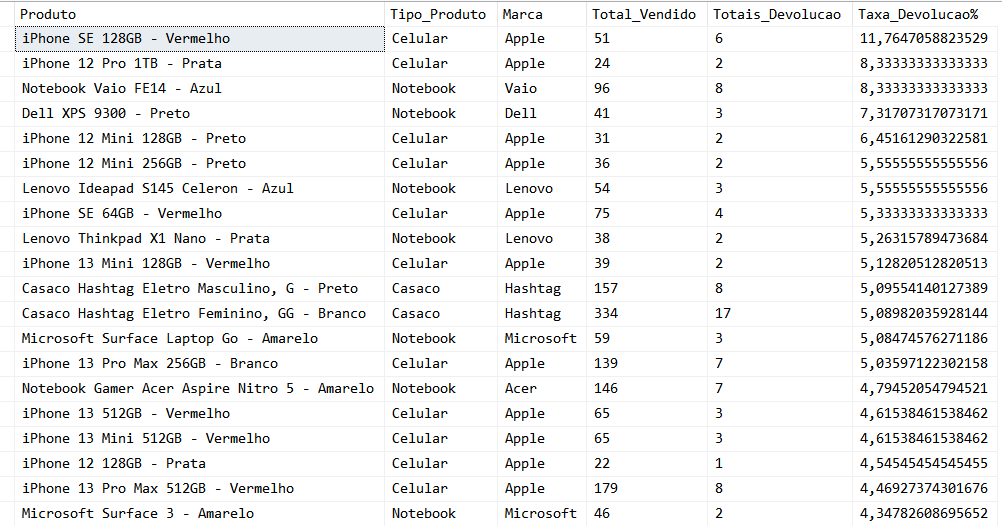 Produto Tipo_Produto Marca Total_Vendido Totais_Devolucao Taxa_Devolucao%
iPhone SE 128GB - Vermelho Celular Apple 51 6 11,7647058823529
iPhone 12 Pro 1TB - Prata Celular Apple 24 2 8,33333333333333
Notebook Vaio FE14 - Azul Notebook Vaio 96 8 8,33333333333333
Dell XPS 9300 - Preto Notebook Dell 41 3 7,31707317073171
iPhone 12 Mini 128GB - Preto Celular Apple 31 2 6,45161290322581
iPhone 12 Mini 256GB - Preto Celular Apple 36 2 5,55555555555556
Lenovo Ideapad S145 Celeron - Azul Notebook Lenovo 54 3 5,55555555555556
iPhone SE 64GB - Vermelho Celular Apple 75 4 5,33333333333333
Lenovo Thinkpad X1 Nano - Prata Notebook Lenovo 38 2 5,26315789473684
iPhone 13 Mini 128GB - Vermelho Celular Apple 39 2 5,12820512820513
Casaco Hashtag Eletro Masculino, G - Preto Casaco Hashtag 157 8 5,09554140127389
Casaco Hashtag Eletro Feminino, GG - Branco Casaco Hashtag 334 17 5,08982035928144
Microsoft Surface Laptop Go - Amarelo Notebook Microsoft 59 3 5,08474576271186
iPhone 13 Pro Max 256GB - Branco Celular Apple 139 7 5,03597122302158
Notebook Gamer Acer Aspire Nitro 5 - Amarelo Notebook Acer 146 7 4,79452054794521
iPhone 13 512GB - Vermelho Celular Apple 65 3 4,61538461538462
iPhone 13 Mini 512GB - Vermelho Celular Apple 65 3 4,61538461538462
iPhone 12 128GB - Prata Celular Apple 22 1 4,54545454545455
iPhone 13 Pro Max 512GB - Vermelho Celular Apple 179 8 4,46927374301676
Microsoft Surface 3 - Amarelo Notebook Microsoft 46 2 4,34782608695652